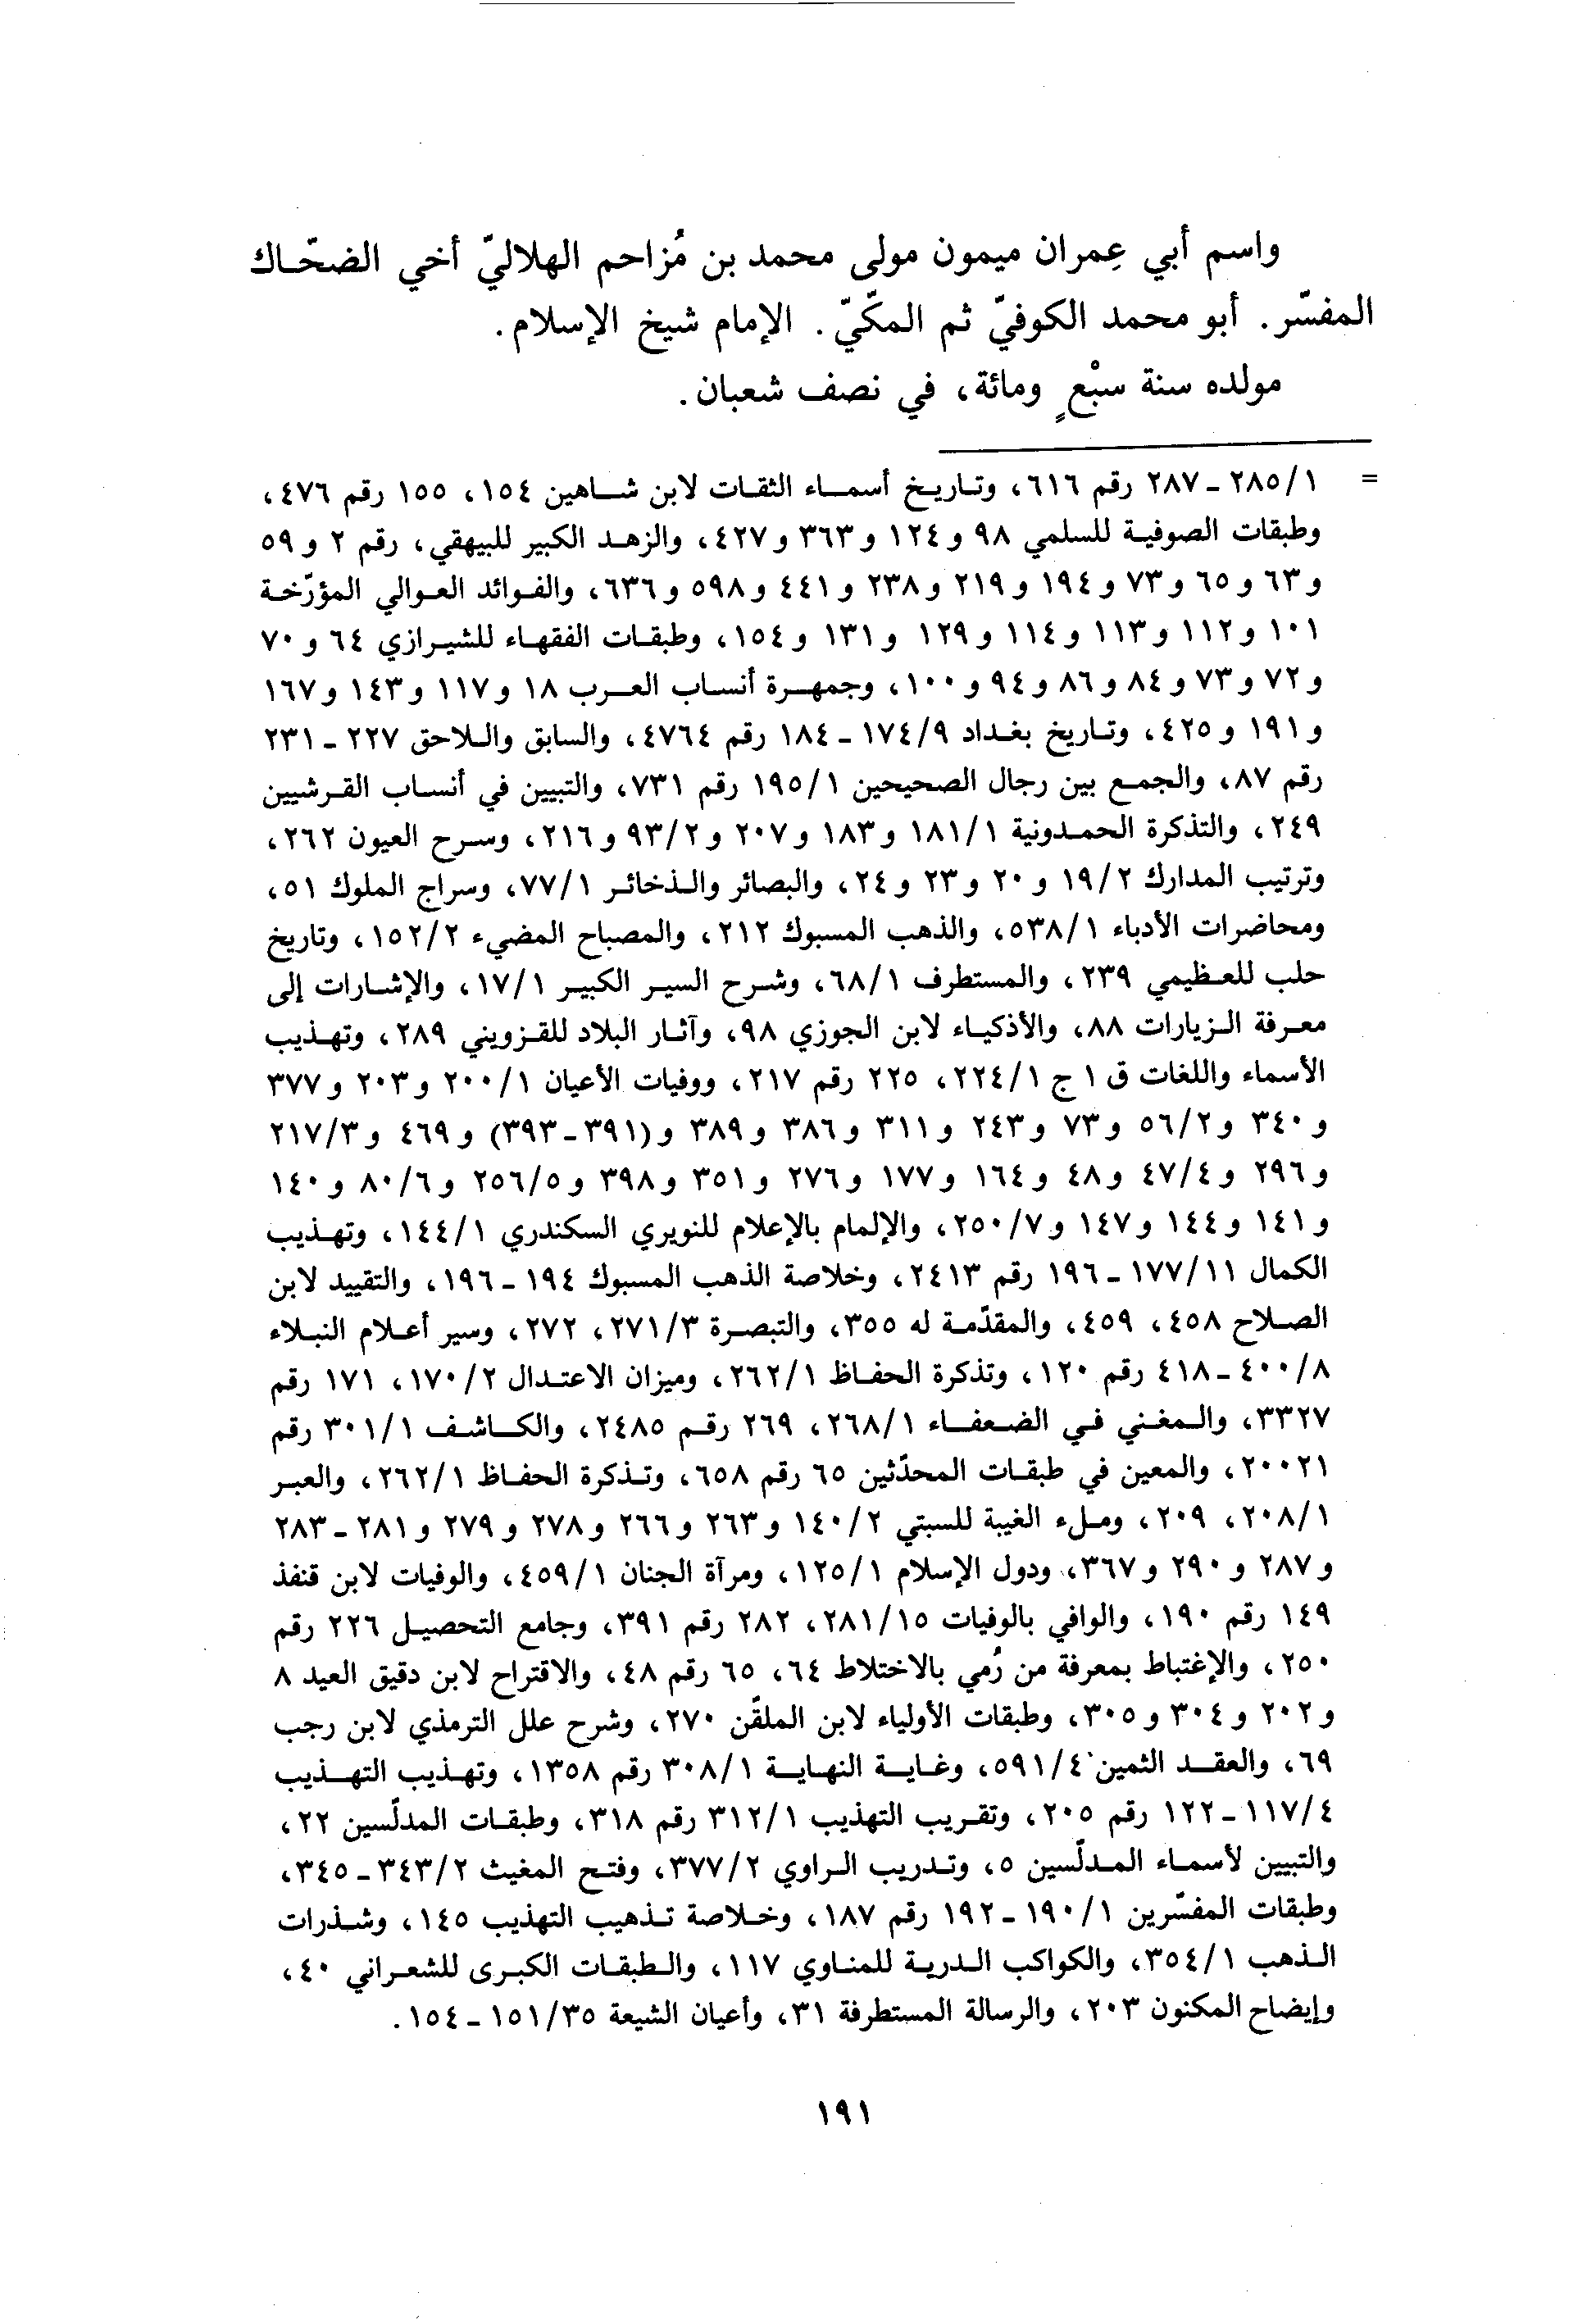 واسم أبي عِمران ميمون مولى محمد بن مُزاحم الهلاليّ أخي الضحّاك
المفسّر. أبو محمد الكوفيّ ثم المكّيّ. الإمام شيخ الإسلام.
مولده سنة سبْعٍ ومائة، في نصف شعبان.
= ١/٢٨٥ - ٢٨٧ رقم ٦١٦، وتاريخ أسماء الثقات لابن شاهين ١٥٤، ١٥٥ رقم ٤٧٦،
وطبقات الصوفية للسلمي ٩٨ و١٢٤ و٣٦٣ و٤٢٧، والزهد الكبير للبيهقي، رقم ٢ و٥٩
و٦٣ و٦٥ و٧٣ و١٩٤ و٢١٩ و٢٣٨ و٤٤١ و٥٩٨ و٦٣٦، والفوائد العوالي المؤرّخة
١٠١ و١١٢ و١١٣ و١١٤ و١٢٩ و١٣١ و١٥٤، وطبقات الفقهاء للشيرازي ٦٤ و٧٠
و٧٢ و٧٣ و٨٤ و٨٦ و٩٤ و١٠٠، وجمهرة أنساب العرب ١٨ و١١٧ و١٤٣ و١٦٧
و١٩١ و٤٢٥، وتاريخ بغداد ٩/١٧٤ - ١٨٤ رقم ٤٧٦٤، والسابق واللاحق ٢٢٧ - ٢٣١
رقم ٨٧، والجمع بين رجال الصحيحين ١/١٩٥ رقم ٧٣١، والتبيين في أنساب القرشيين
٢٤٩، والتذكرة الحمدونية ١/١٨١ و١٨٣ و٢٠٧ و٢/٩٣ و٢١٦، وسرح العيون ٢٦٢،
وترتيب المدارك ٢/١٩ و٢٠ و٢٣ و٢٤، والبصائر والذخائر ١/٧٧، وسراج الملوك ٥١،
ومحاضرات الأدباء ١/٥٣٨، والذهب المسبوك ٢١٢، والمصباح المضيء ٢/١٥٢، وتاريخ
حلب للعظيمي ٢٣٩، والمستطرف ١/٦٨، وشرح السير الكبير ١/١٧، والإشارات إلى
معرفة الزيارات ٨٨، والأذكياء لابن الجوزي ٩٨، وآثار البلاد للقزويني ٢٨٩، وتهذيب
الأسماء واللغات ق ١ ج ١/٢٢٤، ٢٢٥ رقم ٢١٧، ووفيات الأعيان ١/٢٠٠ و٢٠٣ و٣٧٧
و٣٤٠ و٢/٥٦ و٧٣ و٢٤٣ و٣١١ و٣٨٦ و٣٨٩ و(٣٩١ - ٣٩٣) و٤٦٩ و٣/٢١٧
و٢٩٦ و٤/٤٧ و٤٨ و١٦٤ و١٧٧ و٢٧٦ و٣٥١ و٣٩٨ و٥/٢٥٦ و٦/٨٠ و١٤٠
و١٤١ و١٤٤ و١٤٧ و٧/٢٥٠، والإلمام بالإعلام للنويري السكندري ١/١٤٤، وتهذيب
الكمال ١١/١٧٧ - ١٩٦ رقم ٢٤١٣، وخلاصة الذهب المسبوك ١٩٤ - ١٩٦، والتقييد لابن
الصلاح ٤٥٨، ٤٥٩، والمقدّمة له ٣٥٥، والتبصرة ٣/٢٧١، ٢٧٢، وسير أعلام النبلاء
٨/٤٠٠ - ٤١٨ رقم ١٢٠، وتذكرة الحفاظ ١/٢٦٢، وميزان الاعتدال ٢/١٧٠، ١٧١ رقم
٣٣٢٧، والمغني في الضعفاء ١/٢٦٨، ٢٦٩ رقم ٢٤٨٥، والكاشف ١/٣٠١ رقم
٢٠٠٢١، والمعين في طبقات المحدّثين ٦٥ رقم ٦٥٨، وتذكرة الحفاظ ١/٢٦٢، والعبر
١/٢٠٨، ٢٠٩، وملء الغيبة للسبتي ٢/١٤٠ و٢٦٣ و٢٦٦ و٢٧٨ و٢٧٩ و٢٨١ - ٢٨٣
و٢٨٧ و٢٩٠ و٣٦٧، ودول الإسلام ١/١٢٥، ومرآة الجنان ١/٤٥٩، والوفيات لابن قنفذ
١٤٩ رقم ١٩٠، والوافي بالوفيات ١٥/٢٨١، ٢٨٢ رقم ٣٩١، وجامع التحصيل ٢٢٦ رقم
٢٥٠، والإغتباط بمعرفة من رُمي بالاختلاط ٦٤، ٦٥ رقم ٤٨، والاقتراح لابن دقيق العيد ٨
و٢٠٢ و٣٠٤ و٣٠٥، وطبقات الأولياء لابن الملقّن ٢٧٠، وشرح علل الترمذي لابن رجب
٦٩، والعقد الثمين ٤/٥٩١، وغاية النهاية ١/٣٠٨ رقم ١٣٥٨، وتهذيب التهذيب
٤/١١٧ - ١٢٢ رقم ٢٠٥، وتقريب التهذيب ١/٣١٢ رقم ٣١٨، وطبقات المدلّسين ٢٢،
والتبيين لأسماء المدلّسين ٥، وتدريب الراوي ٢/٣٧٧، وفتح المغيث ٢/٣٤٣ - ٣٤٥،
وطبقات المفسّرين ١/١٩٠ - ١٩٢ رقم ١٨٧، وخلاصة تذهيب التهذيب ١٤٥، وشذرات
الذهب ١/٣٥٤، والكواكب الدرية للمناوي ١١٧، والطبقات الكبرى للشعراني ٤٠،
وإيضاح المكنون ٢٠٣، والرسالة المستطرفة ٣١، وأعيان الشيعة ٣٥/١٥١ - ١٥٤.
١٩١